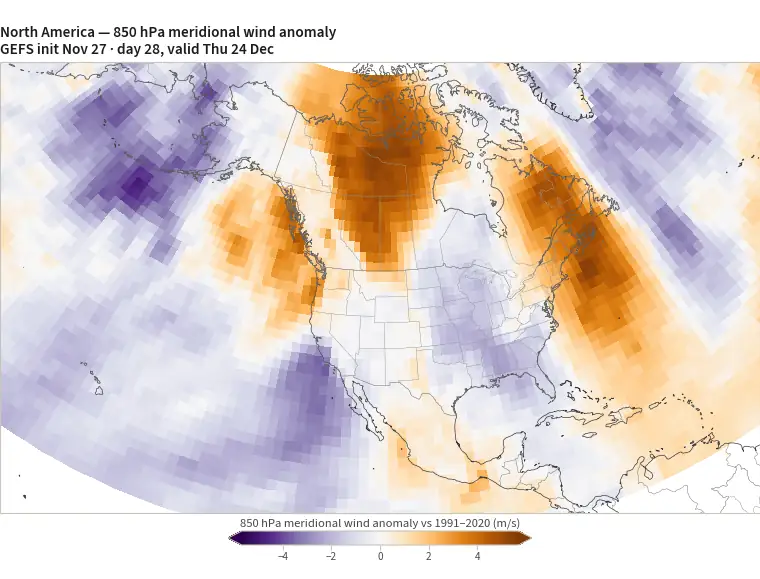 North America — 850 hPa meridional wind anomaly
GEFS init Nov 27 · day 28, valid Thu 24 Dec
850 hPa meridional wind anomaly vs 1991–2020 (m/s)
−4 −2 0 2 4